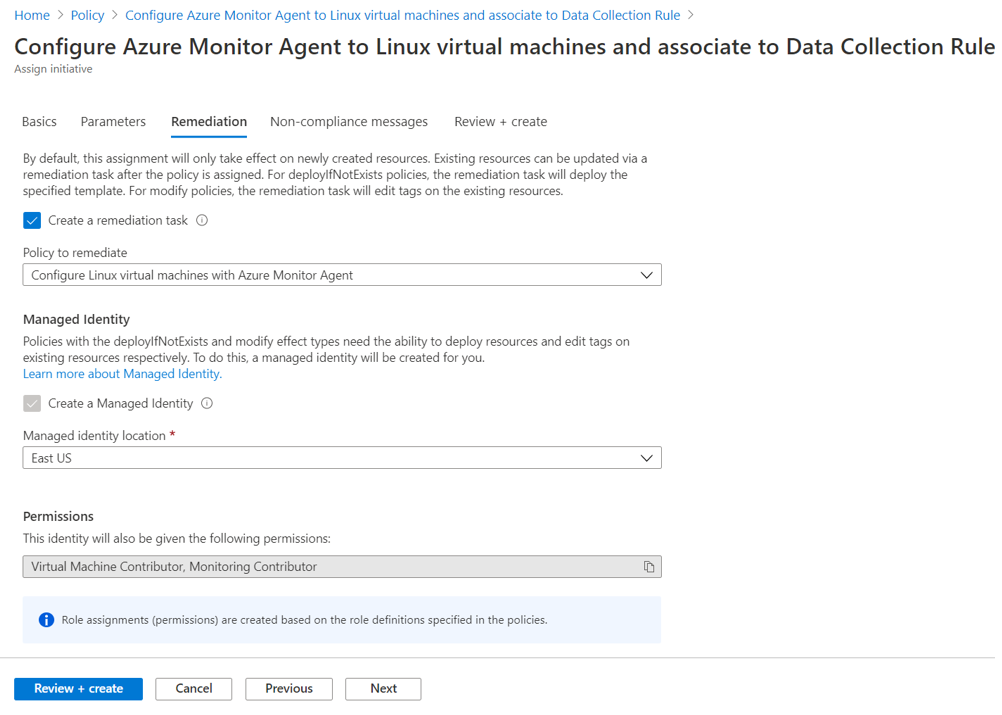 Home > Policy > Configure Azure Monitor Agent to Linux virtual machines and associate to Data Collection Rule >
Configure Azure Monitor Agent to Linux virtual machines and associate to Data Collection Rule
Assign initiative
Basics Parameters Remediation Non-compliance messages Review + create
By default, this assignment will only take effect on newly created resources. Existing resources can be updated via a
remediation task after the policy is assigned. For deployIfNotExists policies, the remediation task will deploy the
specified template. For modify policies, the remediation task will edit tags on the existing resources.
Create a remediation task
Policy to remediate
Configure Linux virtual machines with Azure Monitor Agent
Managed Identity
Policies with the deployIfNotExists and modify effect types need the ability to deploy resources and edit tags on
existing resources respectively. To do this, a managed identity will be created for you.
Learn more about Managed Identity.
Create a Managed Identity
Managed identity location *
East US
Permissions
This identity will also be given the following permissions:
Virtual Machine Contributor, Monitoring Contributor
Role assignments (permissions) are created based on the role definitions specified in the policies.
Review + create Cancel Previous Next